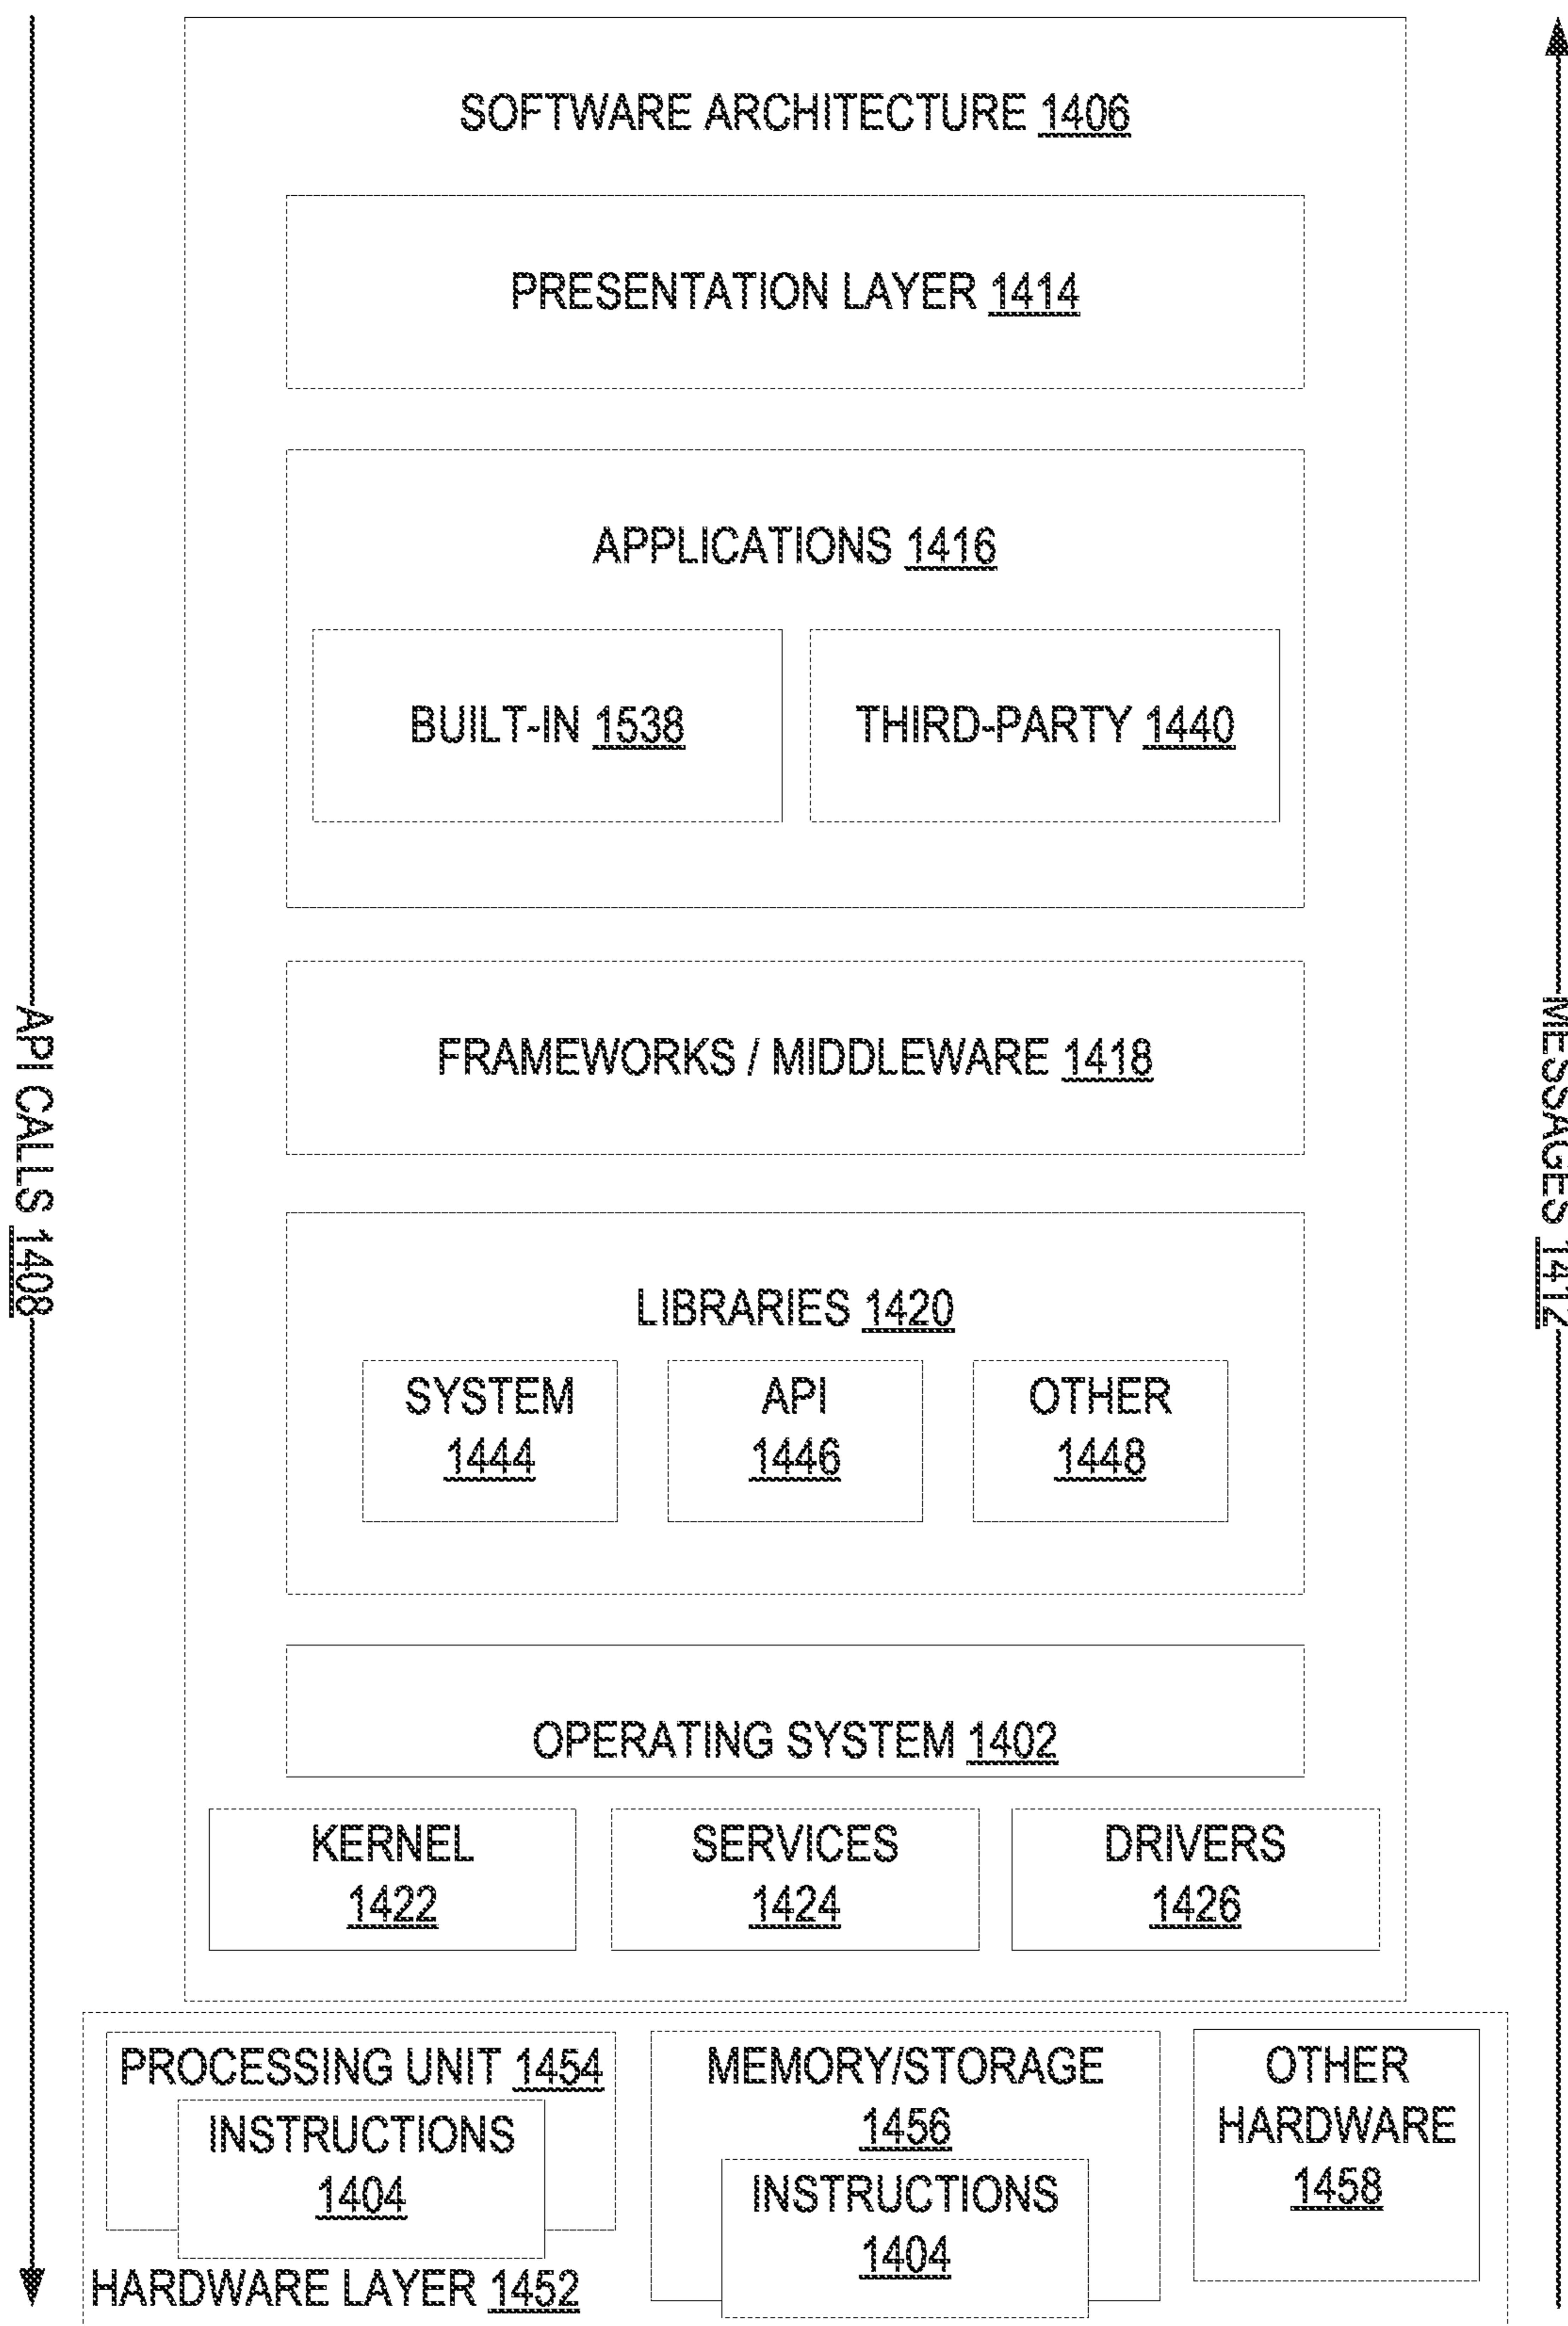 SOFTWARE ARCHITECTURE 1406
PRESENTATION LAYER 1414
APPLICATIONS 1416
BUILT-IN 1538
THIRD-PARTY 1440
FRAMEWORKS / MIDDLEWARE 1418
API CALLS 1408
MESSAGES 1412
LIBRARIES 1420
SYSTEM
1444
API
1446
OTHER
1448
OPERATING SYSTEM 1402
KERNEL
1422
SERVICES
1424
DRIVERS
1426
PROCESSING UNIT 1454
INSTRUCTIONS
1404
MEMORY/STORAGE
1456
INSTRUCTIONS
1404
OTHER
HARDWARE
1458
HARDWARE LAYER 1452